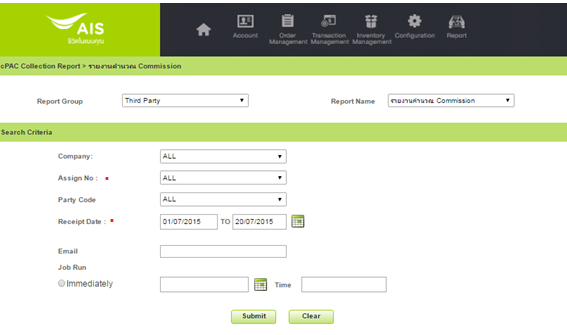 AIS
ชีวิตในแบบคุณ
Account
Order Management
Transaction Management
Inventory Management
Configuration
Report
cPAC Collection Report > รายงานคำนวณ Commission
Report Group Third Party Report Name รายงานคำนวณ Commission
Search Criteria
Company: ALL
Assign No : ALL
Party Code ALL
Receipt Date : 01/07/2015 TO 20/07/2015
Email
Job Run
Immediately Time
Submit Clear